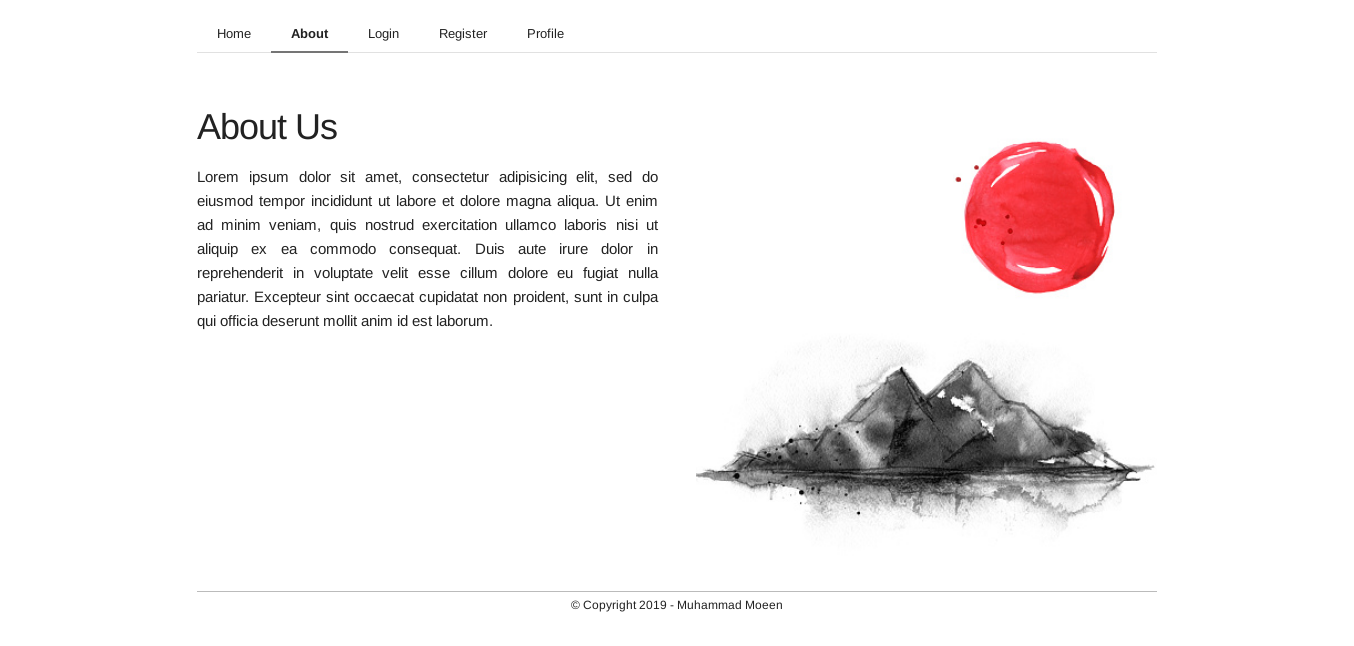 Home About Login Register Profile
About Us
Lorem ipsum dolor sit amet, consectetur adipisicing elit, sed do
eiusmod tempor incididunt ut labore et dolore magna aliqua. Ut enim
ad minim veniam, quis nostrud exercitation ullamco laboris nisi ut
aliquip ex ea commodo consequat. Duis aute irure dolor in
reprehenderit in voluptate velit esse cillum dolore eu fugiat nulla
pariatur. Excepteur sint occaecat cupidatat non proident, sunt in culpa
qui officia deserunt mollit anim id est laborum.
© Copyright 2019 - Muhammad Moeen